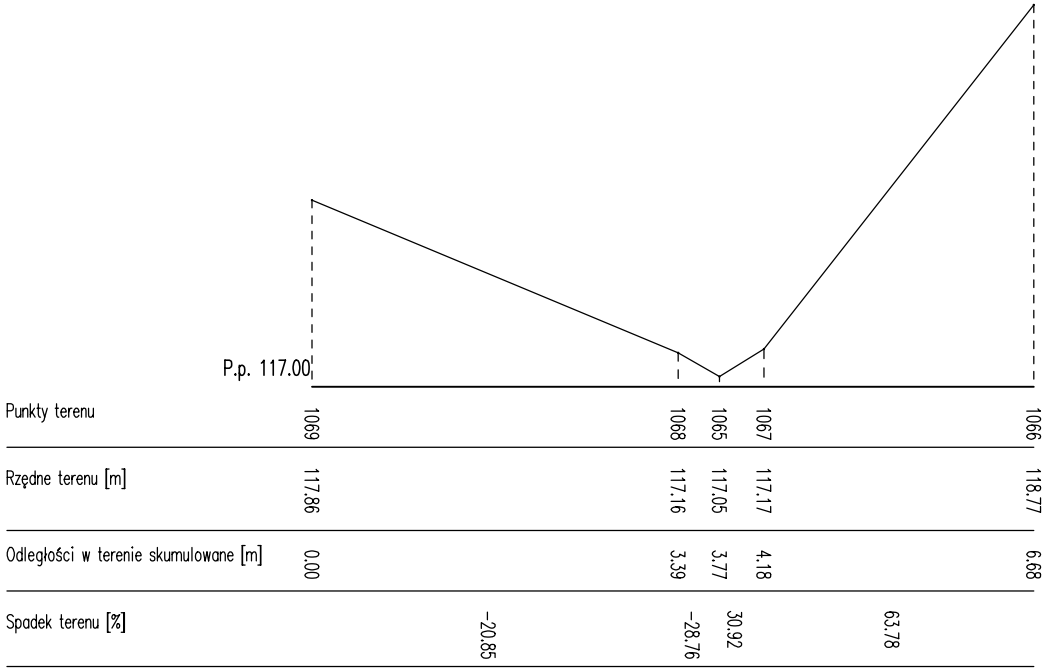 P.p. 117.00
Punkty terenu 1069 1068 1065 1067 1066
Rzędne terenu [m] 117.86 117.16 117.05 117.17 118.77
Odległości w terenie skumulowane [m] 0.00 3.39 3.77 4.18 6.68
Spadek terenu [%] -20.85 -28.76 30.92 63.78